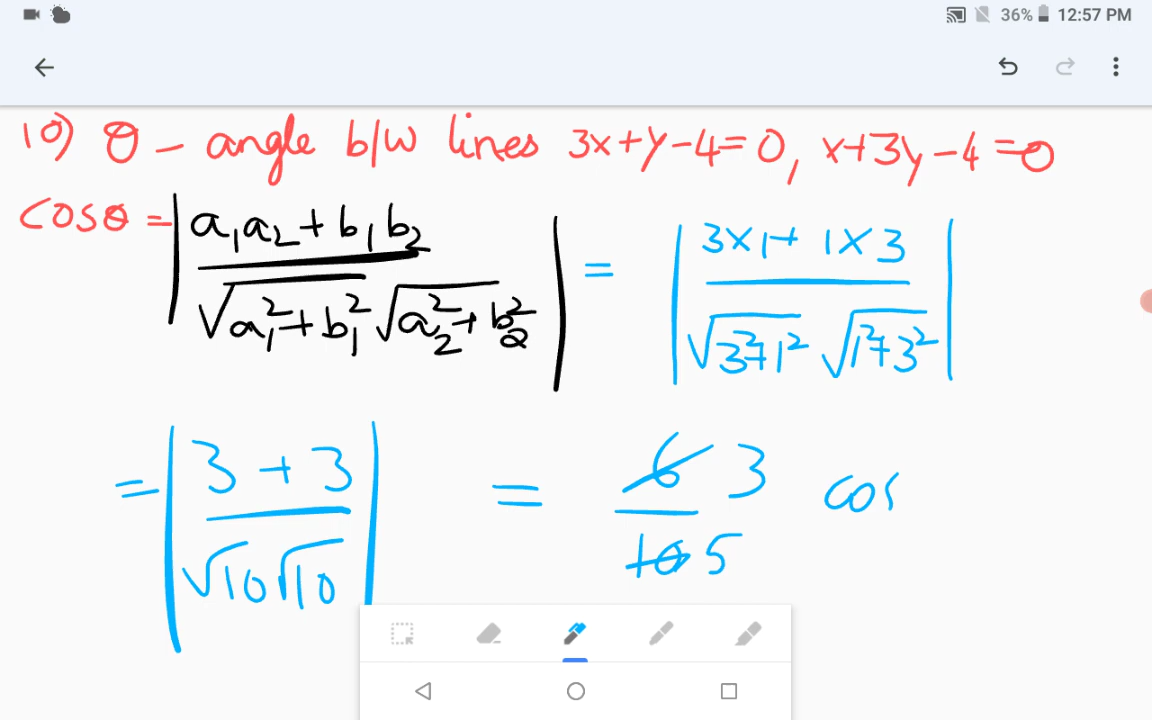 36% 12:57 PM
10) θ - angle b/w lines 3x+y-4=0, x+3y-4=0
cosθ = | a₁a₂+b₁b₂ / √a₁²+b₁² √a₂²+b₂² | = | 3×1+1×3 / √3²+1² √1²+3² |
= | 3+3 / √10√10 | = 6 3 / 10 5 cos